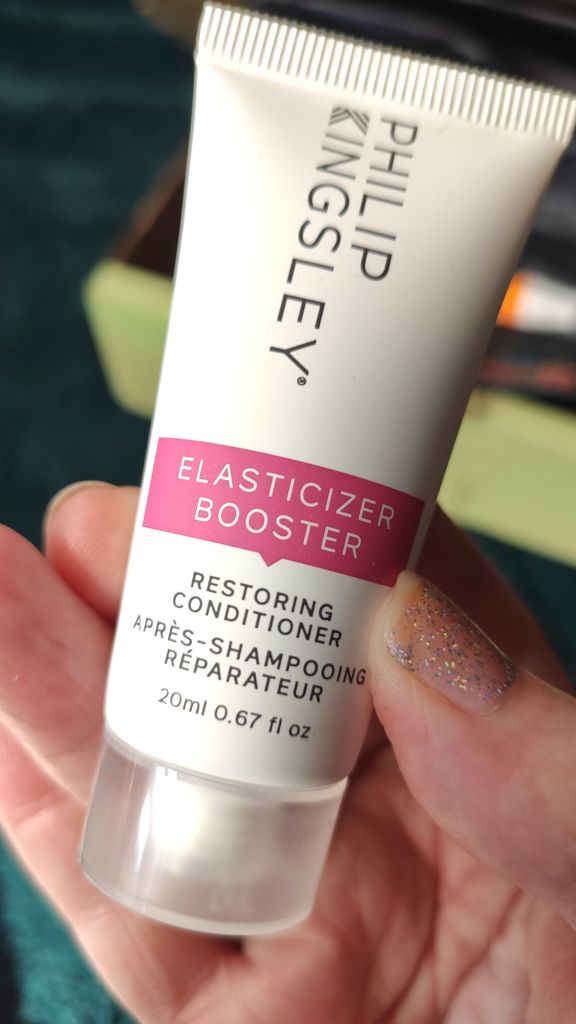 PHILIP
KINGSLEY®
ELASTICIZER
BOOSTER
RESTORING
CONDITIONER
APRÈS-SHAMPOOING
RÉPARATEUR
20ml 0.67 fl oz